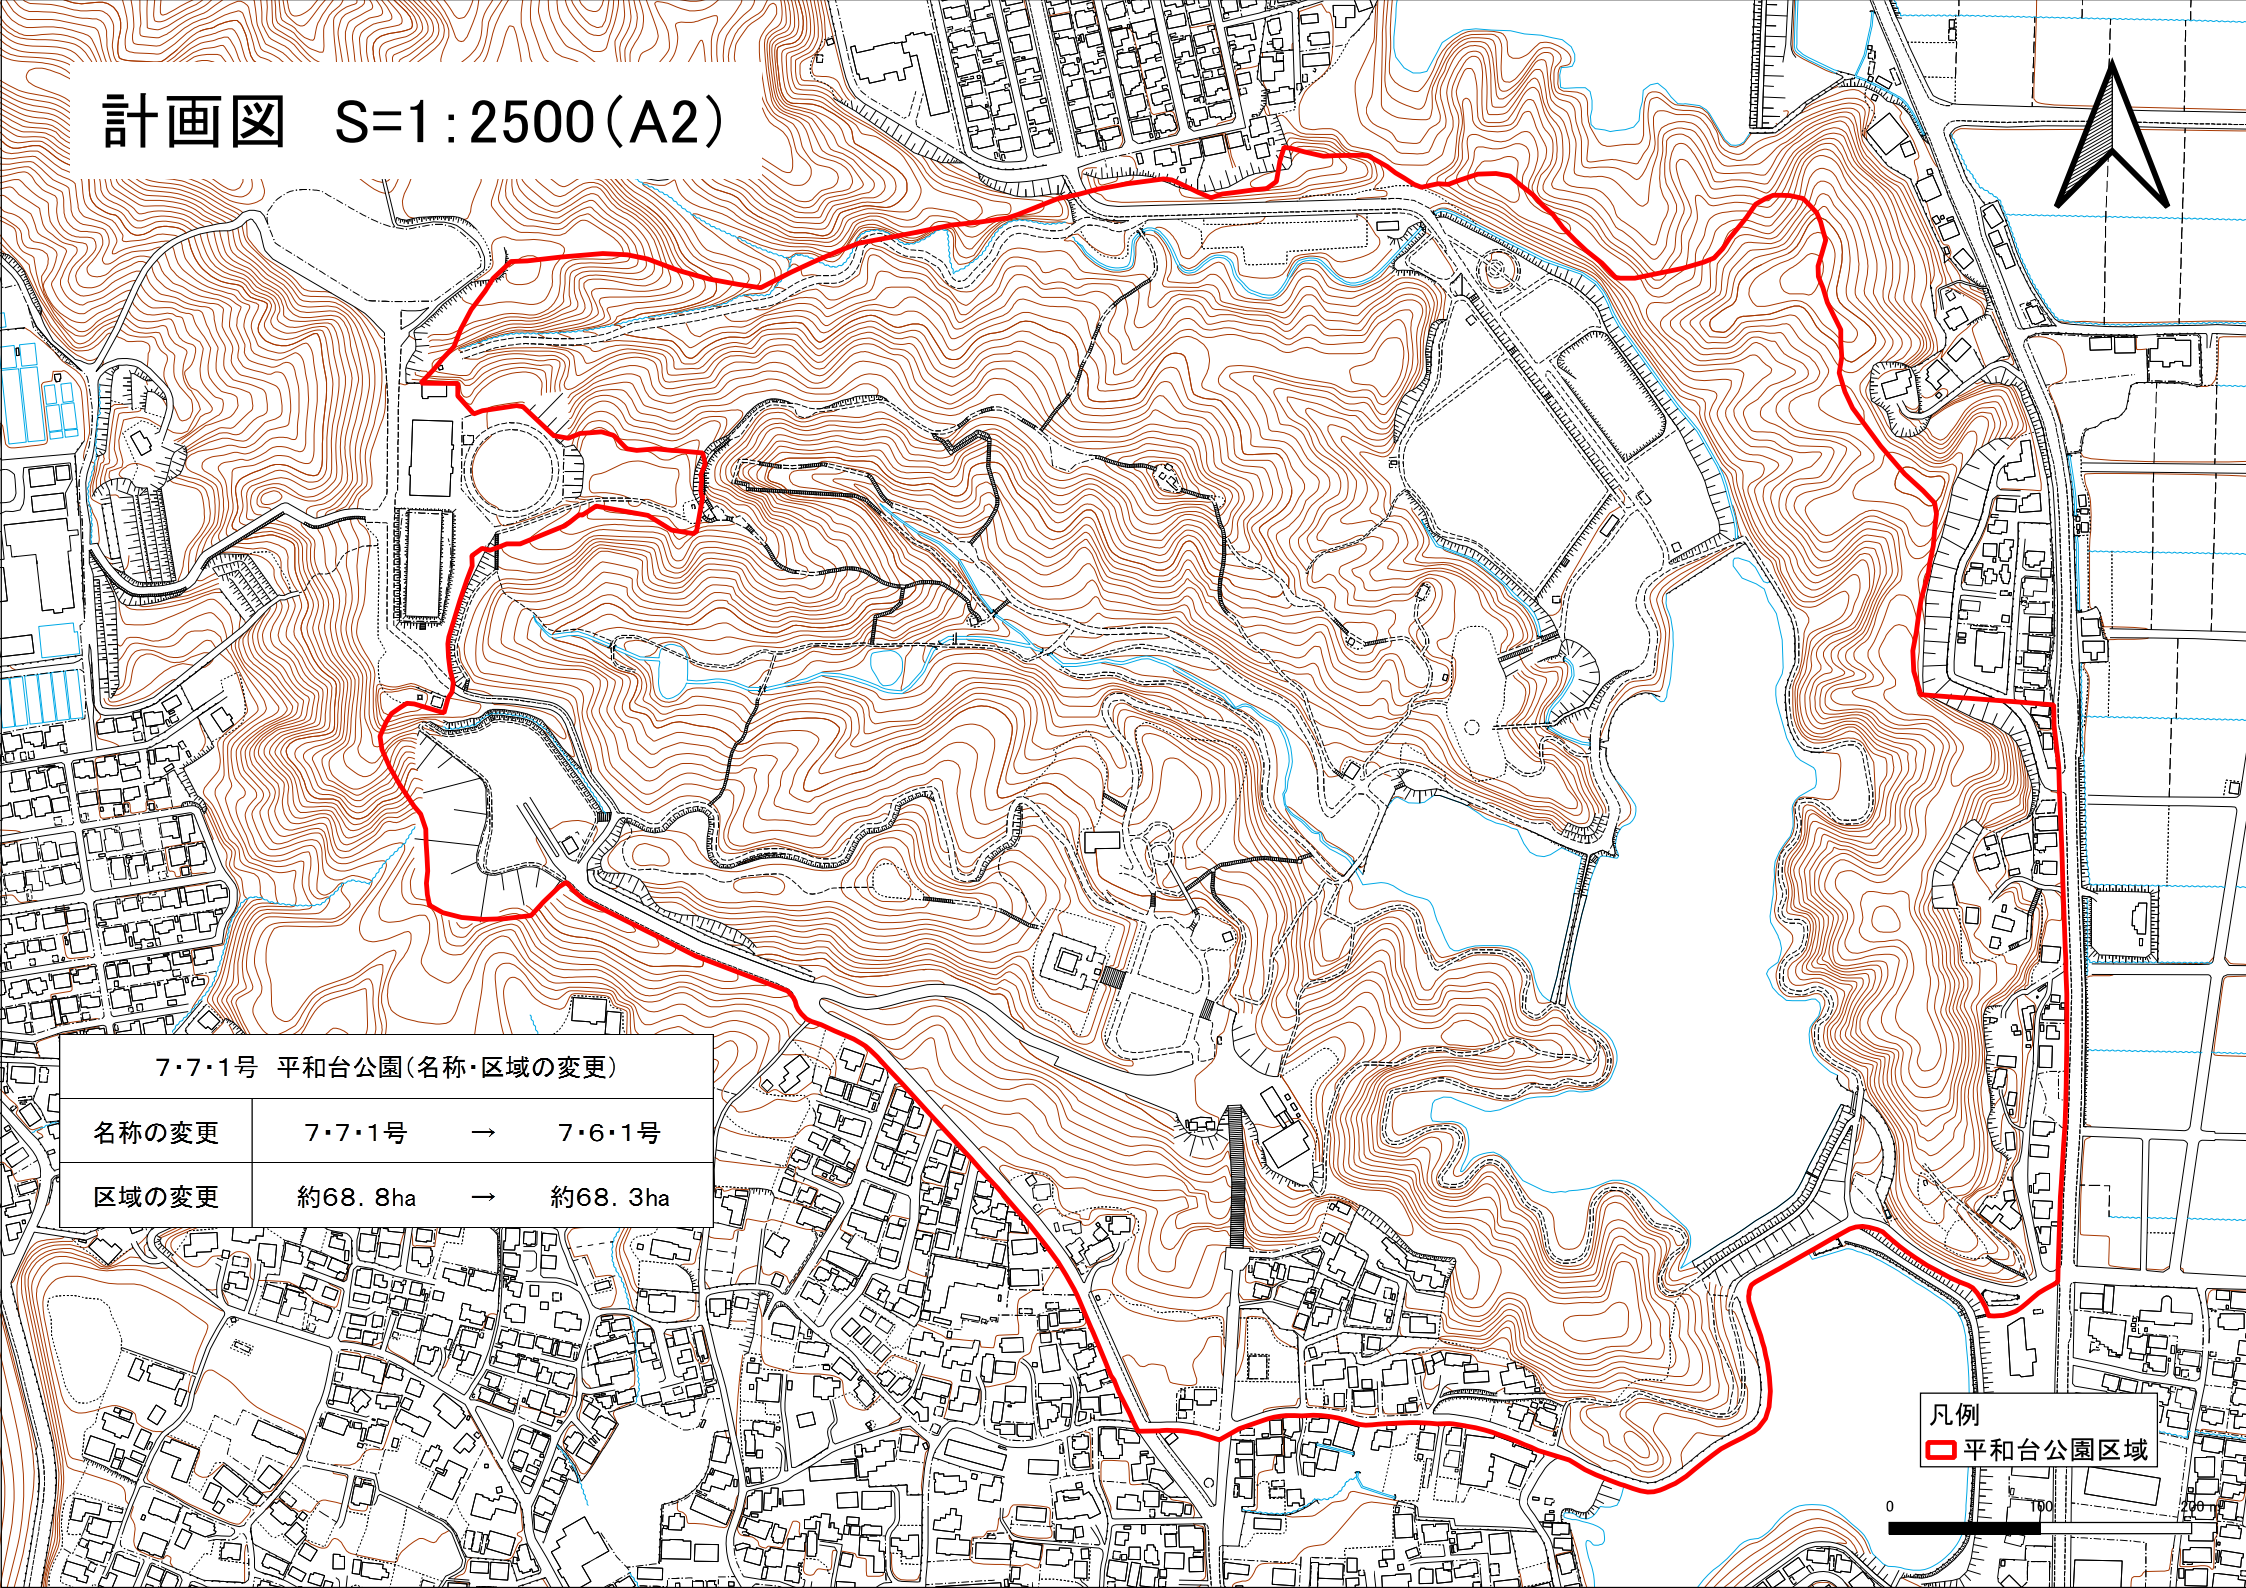 計画図　S=1:2500(A2)
7・7・1号　平和台公園(名称・区域の変更)
名称の変更　7・7・1号　→　7・6・1号
区域の変更　約68.8ha　→　約68.3ha
凡例
平和台公園区域
0　100　200 m